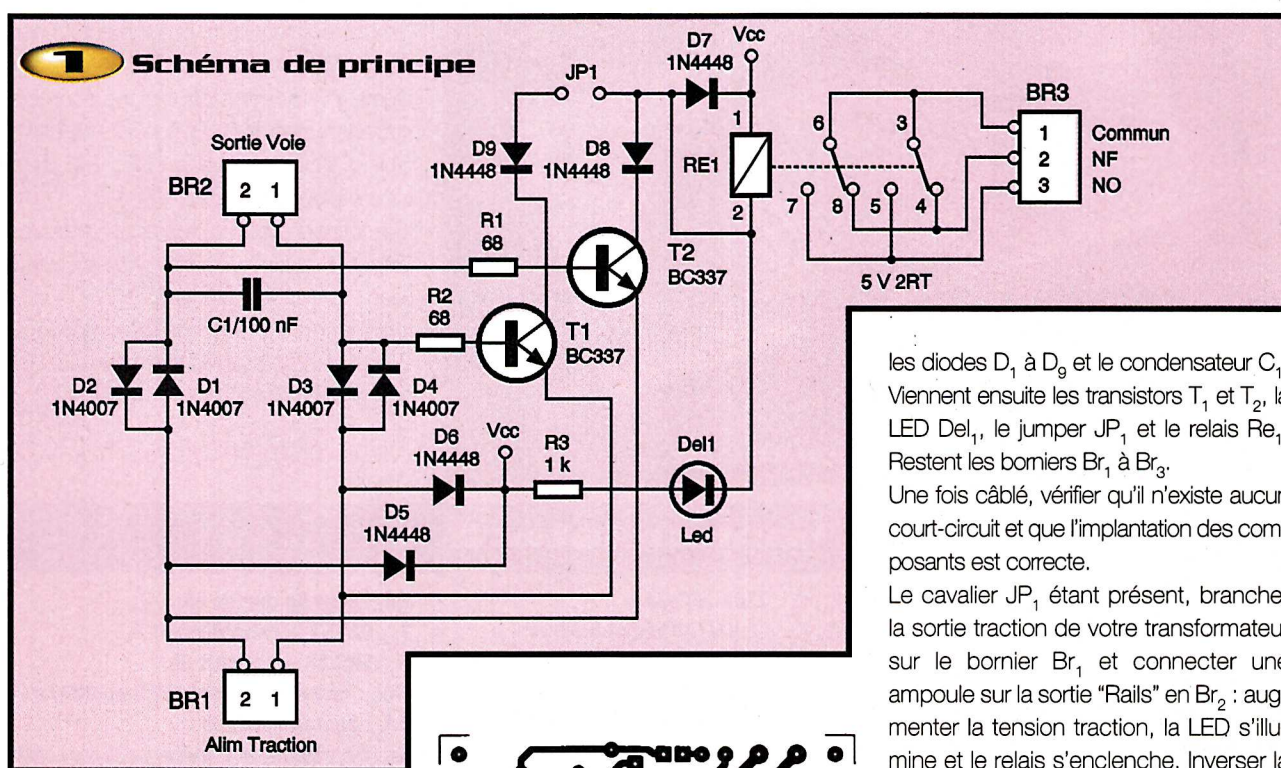 1 Schéma de principe
D7
1N4448
Vcc
JP1
BR3
1
2
3
Commun
NF
NO
6
3
1
RE1
2
7
8
5
4
5 V 2RT
D9
1N4448
D8
1N4448
Sortie Voie
BR2
2 1
R1
68
T2
BC337
R2
68
T1
BC337
C1/100 nF
D2
1N4007
D1
1N4007
D3
1N4007
D4
1N4007
D6
1N4448
Vcc
R3
1 k
Del1
Led
D5
1N4448
BR1
2 1
Alim Traction
les diodes D1 à D9 et le condensateur C1
Viennent ensuite les transistors T1 et T2, la
LED Del1, le jumper JP1 et le relais Re1
Restent les borniers Br1 à Br3.
Une fois câblé, vérifier qu'il n'existe aucun
court-circuit et que l'implantation des com
posants est correcte.
Le cavalier JP1 étant présent, branche
la sortie traction de votre transformateu
sur le bornier Br1 et connecter une
ampoule sur la sortie "Rails" en Br2 : aug
menter la tension traction, la LED s'illu
mine et le relais s'enclenche. Inverser la